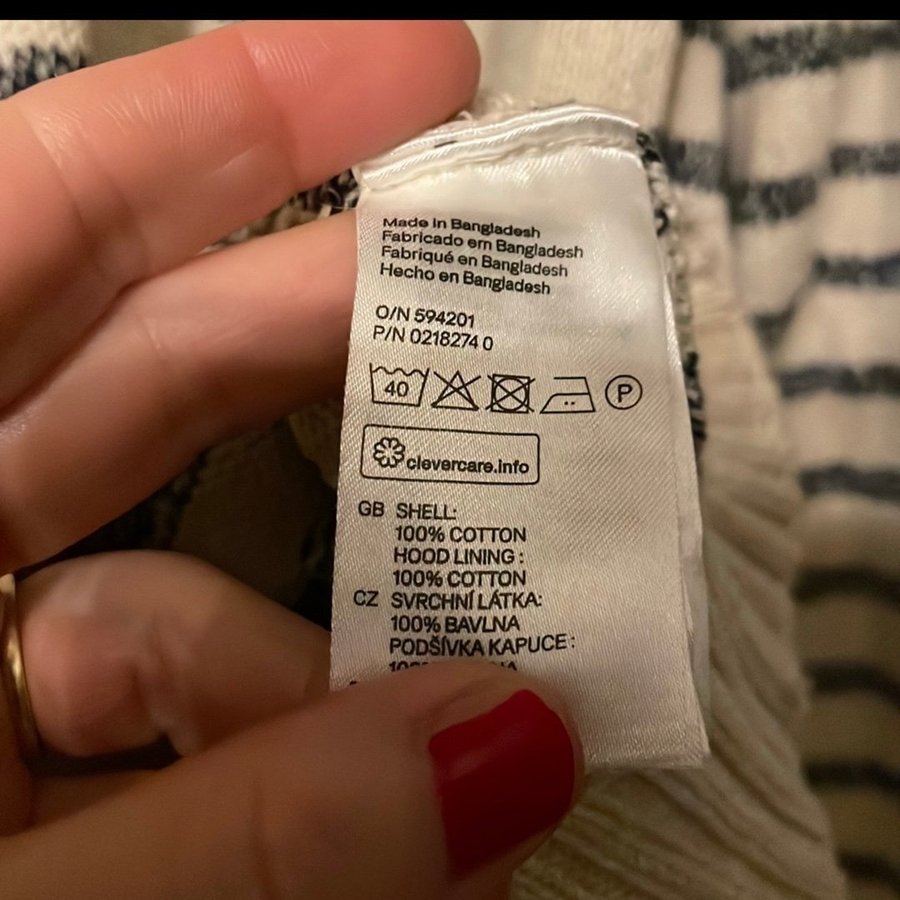 Made in Bangladesh
Fabricado em Bangladesh
Fabriqué en Bangladesh
Hecho en Bangladesh
O/N 594201
P/N 0218274 0
40 P
clevercare.info
GB SHELL:
100% COTTON
HOOD LINING :
100% COTTON
CZ SVRCHNÍ LÁTKA:
100% BAVLNA
PODŠÍVKA KAPUCE :